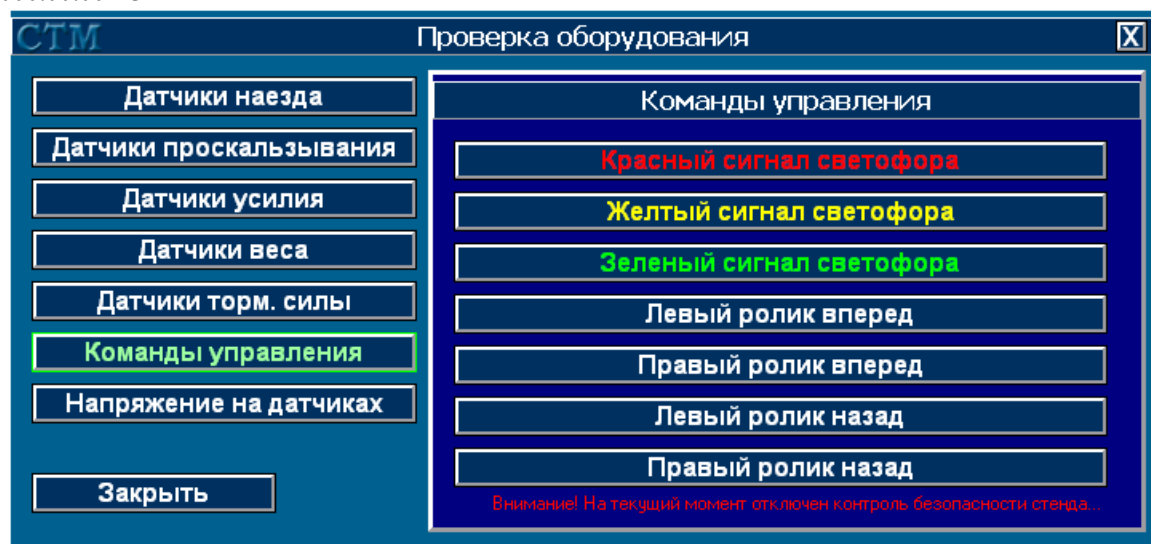 СТМ
Проверка оборудования
X
Датчики наезда
Датчики проскальзывания
Датчики усилия
Датчики веса
Датчики торм. силы
Команды управления
Напряжение на датчиках
Закрыть
Команды управления
Красный сигнал светофора
Желтый сигнал светофора
Зеленый сигнал светофора
Левый ролик вперед
Правый ролик вперед
Левый ролик назад
Правый ролик назад
Внимание! На текущий момент отключен контроль безопасности стенда...